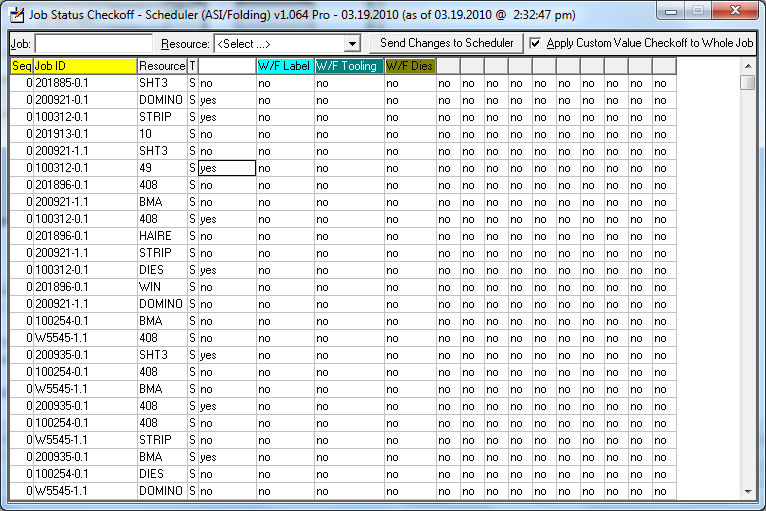 Job Status Checkoff - Scheduler (ASI/Folding) v1.064 Pro - 03.19.2010 (as of 03.19.2010 @ 2:32:47 pm)
Job: Resource: <Select ...> Send Changes to Scheduler Apply Custom Value Checkoff to Whole Job
Seq Job ID Resource T W/F Label W/F Tooling W/F Dies
0 201885-0.1 SHT3 S no no no no no no no no no no no no no no
0 200921-0.1 DOMINO S yes no no no no no no no no no no no no no
0 100312-0.1 STRIP S yes no no no no no no no no no no no no no
0 201913-0.1 10 S no no no no no no no no no no no no no no
0 200921-1.1 SHT3 S no no no no no no no no no no no no no no
0 100312-0.1 49 S yes no no no no no no no no no no no no no
0 201896-0.1 408 S no no no no no no no no no no no no no no
0 200921-1.1 BMA S no no no no no no no no no no no no no no
0 100312-0.1 408 S yes no no no no no no no no no no no no no
0 201896-0.1 HAIRE S no no no no no no no no no no no no no no
0 200921-1.1 STRIP S no no no no no no no no no no no no no no
0 100312-0.1 DIES S yes no no no no no no no no no no no no no
0 201896-0.1 WIN S no no no no no no no no no no no no no no
0 200921-1.1 DOMINO S no no no no no no no no no no no no no no
0 100254-0.1 BMA S no no no no no no no no no no no no no no
0 W5545-1.1 408 S no no no no no no no no no no no no no no
0 200935-0.1 SHT3 S yes no no no no no no no no no no no no no
0 100254-0.1 408 S no no no no no no no no no no no no no no
0 W5545-1.1 BMA S no no no no no no no no no no no no no no
0 200935-0.1 408 S yes no no no no no no no no no no no no no
0 100254-0.1 408 S no no no no no no no no no no no no no no
0 W5545-1.1 STRIP S no no no no no no no no no no no no no no
0 200935-0.1 BMA S yes no no no no no no no no no no no no no
0 100254-0.1 DIES S no no no no no no no no no no no no no no
0 W5545-1.1 DOMINO S no no no no no no no no no no no no no no